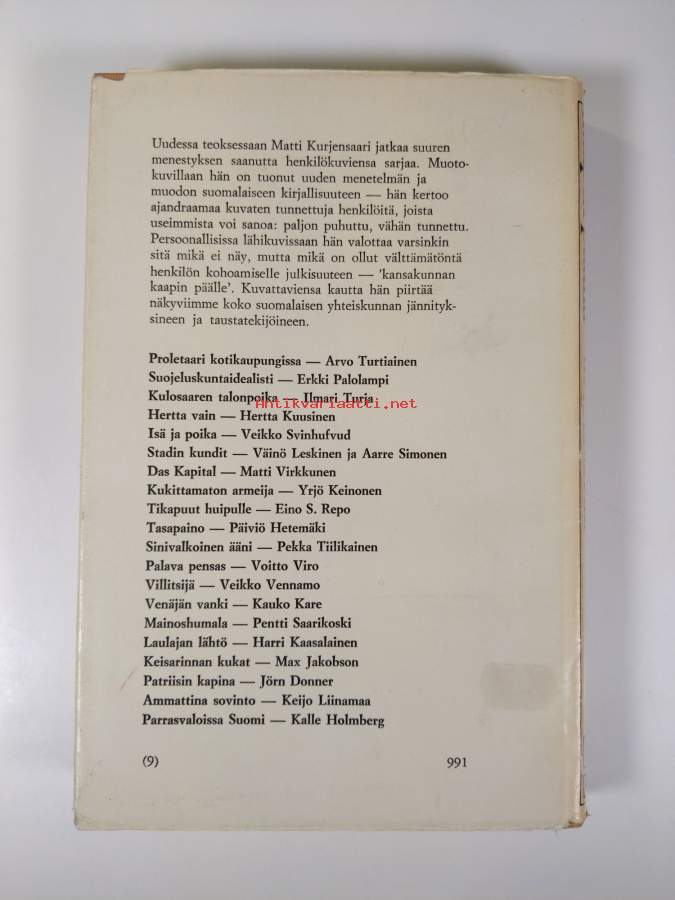 Uudessa teoksessaan Matti Kurjensaari jatkaa suuren
menestyksen saanutta henkilökuviensa sarjaa. Muoto-
kuvillaan hän on tuonut uuden menetelmän ja
muodon suomalaiseen kirjallisuuteen — hän kertoo
ajandraamaa kuvaten tunnettuja henkilöitä, joista
useimmista voi sanoa: paljon puhuttu, vähän tunnettu.
Persoonallisissa lähikuvissaan hän valottaa varsinkin
sitä mikä ei näy, mutta mikä on ollut välttämätöntä
henkilön kohoamiselle julkisuuteen — 'kansakunnan
kaapin päälle'. Kuvattaviensa kautta hän piirtää
näkyviimme koko suomalaisen yhteiskunnan jännityk-
sineen ja taustatekijöineen.
Proletaari kotikaupungissa — Arvo Turtiainen
Suojeluskuntaidealisti — Erkki Palolampi
Kulosaaren talonpoika — Ilmari Turja
Antikvariaatti.net
Hertta vain — Hertta Kuusinen
Isä ja poika — Veikko Svinhufvud
Stadin kundit — Väinö Leskinen ja Aarre Simonen
Das Kapital — Matti Virkkunen
Kukittamaton armeija — Yrjö Keinonen
Tikapuut huipulle — Eino S. Repo
Tasapaino — Päiviö Hetemäki
Sinivalkoinen ääni — Pekka Tiilikainen
Palava pensas — Voitto Viro
Villitsijä — Veikko Vennamo
Venäjän vanki — Kauko Kare
Mainoshumala — Pentti Saarikoski
Laulajan lähtö — Harri Kaasalainen
Keisarinnan kukat — Max Jakobson
Patriisin kapina — Jörn Donner
Ammattina sovinto — Keijo Liinamaa
Parrasvaloissa Suomi — Kalle Holmberg
(9) 991